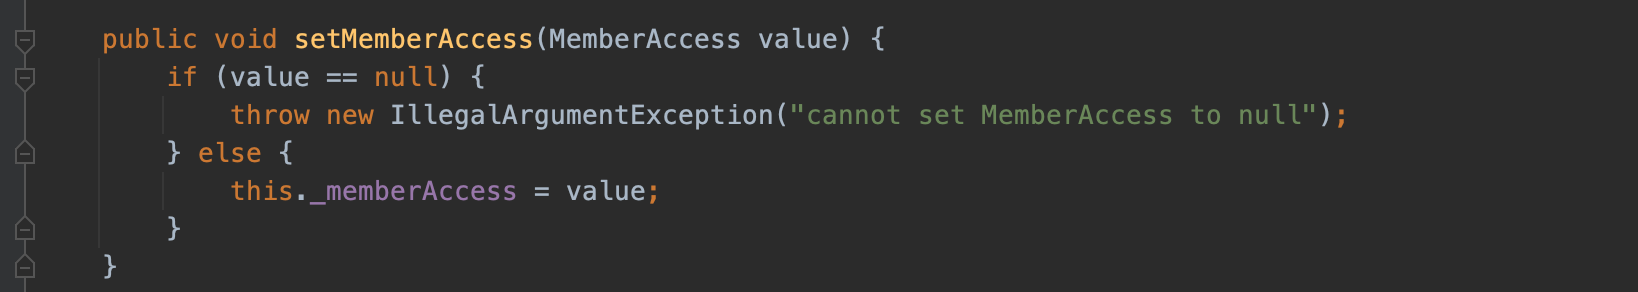 public void setMemberAccess(MemberAccess value) {
if (value == null) {
throw new IllegalArgumentException("cannot set MemberAccess to null");
} else {
this._memberAccess = value;
}
}